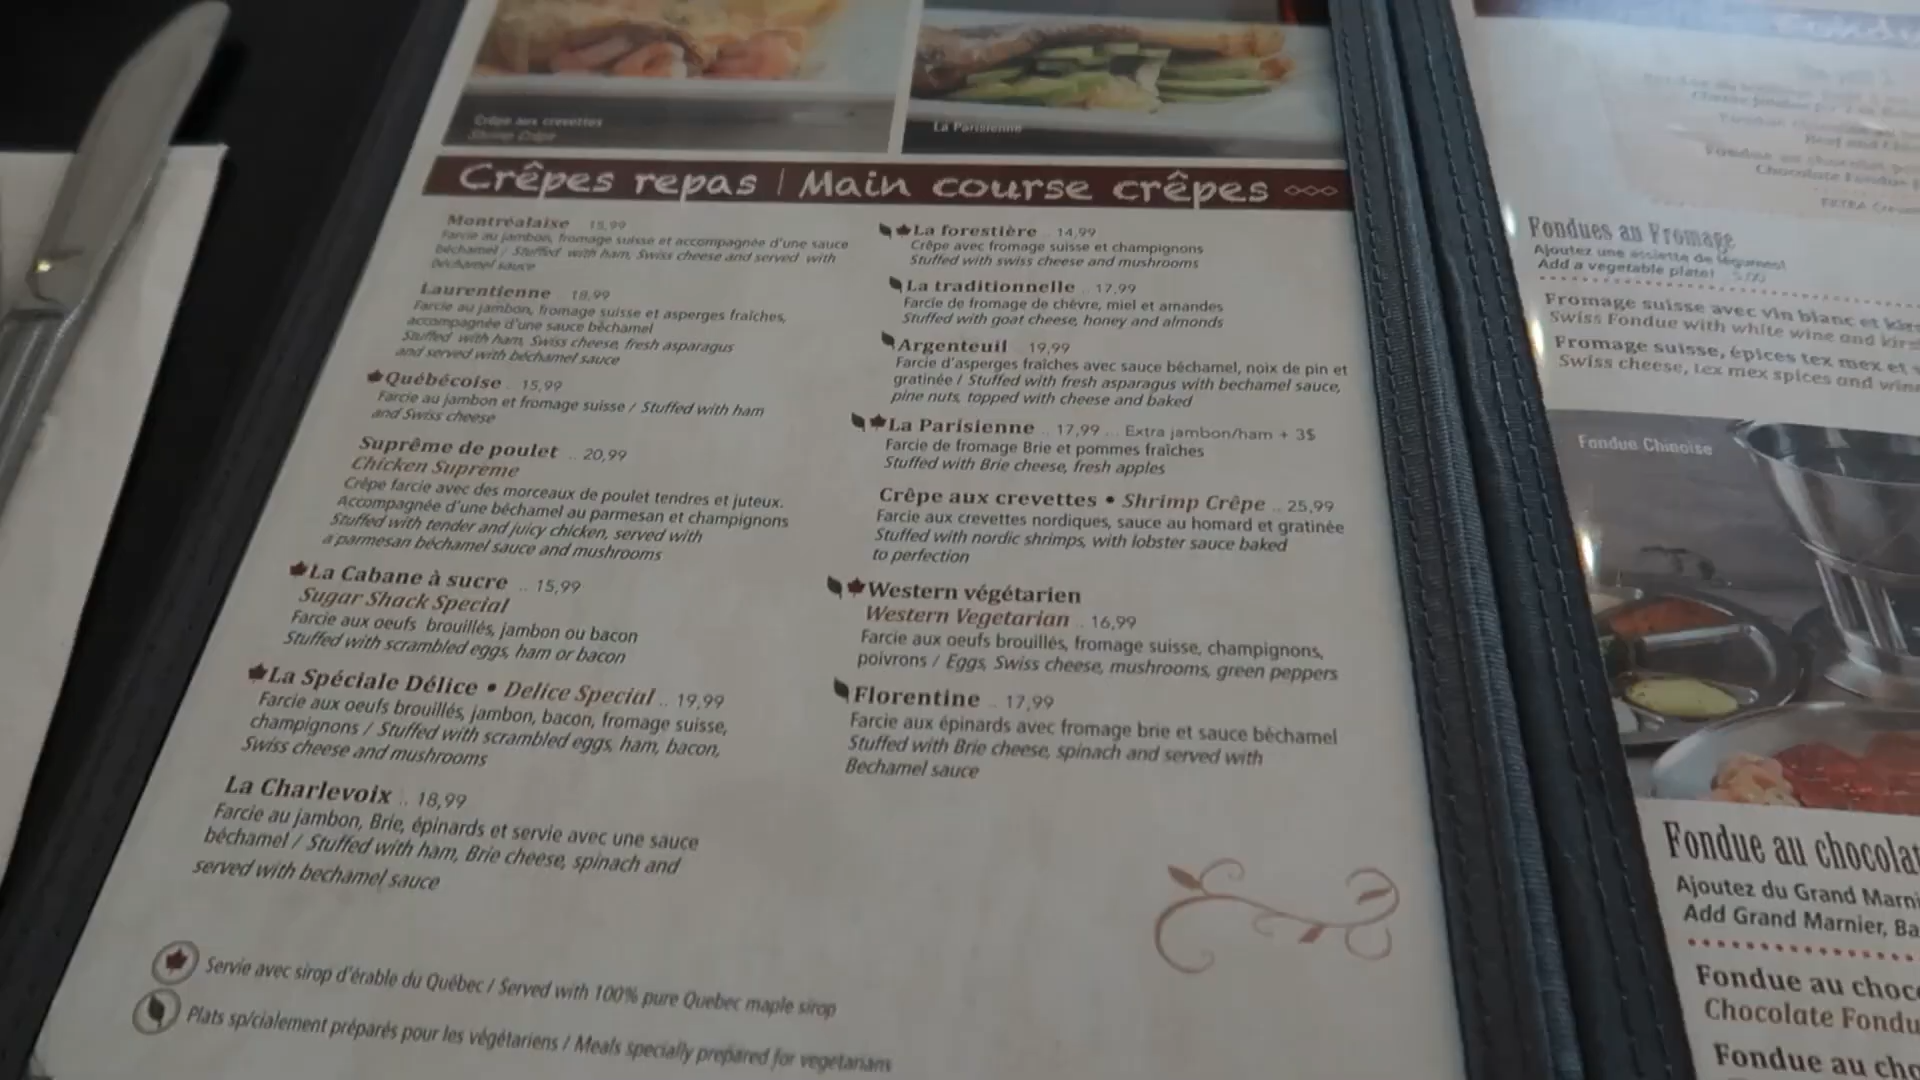 Crêpe aux crevettes
Shrimp Crêpe
La Parisienne
Crêpes repas | Main course crêpes
Montréalaise 15,99
Farcie au jambon, fromage suisse et accompagnée d'une sauce
béchamel / Stuffed with ham, Swiss cheese and served with
béchamel sauce
Laurentienne .. 18,99
Farcie au jambon, fromage suisse et asperges fraîches,
accompagnée d'une sauce béchamel
Stuffed with ham, Swiss cheese, fresh asparagus
and served with béchamel sauce
Québécoise .. 15,99
Farcie au jambon et fromage suisse / Stuffed with ham
and Swiss cheese
Suprême de poulet .. 20,99
Chicken Supreme
Crêpe farcie avec des morceaux de poulet tendres et juteux.
Accompagnée d'une béchamel au parmesan et champignons
Stuffed with tender and juicy chicken, served with
a parmesan béchamel sauce and mushrooms
La Cabane à sucre .. 15,99
Sugar Shack Special
Farcie aux oeufs brouillés, jambon ou bacon
Stuffed with scrambled eggs, ham or bacon
La Spéciale Délice • Delice Special .. 19,99
Farcie aux oeufs brouillés, jambon, bacon, fromage suisse,
champignons / Stuffed with scrambled eggs, ham, bacon,
Swiss cheese and mushrooms
La Charlevoix .. 18,99
Farcie au jambon, Brie, épinards et servie avec une sauce
béchamel / Stuffed with ham, Brie cheese, spinach and
served with bechamel sauce
La forestière .. 14,99
Crêpe avec fromage suisse et champignons
Stuffed with swiss cheese and mushrooms
La traditionnelle .. 17,99
Farcie de fromage de chèvre, miel et amandes
Stuffed with goat cheese, honey and almonds
Argenteuil .. 19,99
Farcie d'asperges fraîches avec sauce béchamel, noix de pin et
gratinée / Stuffed with fresh asparagus with bechamel sauce,
pine nuts, topped with cheese and baked
La Parisienne .. 17,99 ... Extra jambon/ham + 3$
Farcie de fromage Brie et pommes fraîches
Stuffed with Brie cheese, fresh apples
Crêpe aux crevettes • Shrimp Crêpe .. 25,99
Farcie aux crevettes nordiques, sauce au homard et gratinée
Stuffed with nordic shrimps, with lobster sauce baked
to perfection
Western végétarien
Western Vegetarian .. 16,99
Farcie aux oeufs brouillés, fromage suisse, champignons,
poivrons / Eggs, Swiss cheese, mushrooms, green peppers
Florentine .. 17,99
Farcie aux épinards avec fromage brie et sauce béchamel
Stuffed with Brie cheese, spinach and served with
Bechamel sauce
Servie avec sirop d'érable du Québec / Served with 100% pure Quebec maple sirop
Plats sp/cialement préparés pour les végétariens / Meals specially prepared for vegetarians
Fondues au Fromage
Ajoutez une assiette de légumes!
Add a vegetable plate! 5,00
Fromage suisse avec vin blanc et
Swiss Fondue with white wine and
Fromage suisse, épices tex mex et
Swiss cheese, tex mex spices and
Fondue Chinoise
Fondue au chocolat
Ajoutez du Grand Marni
Add Grand Marnier, Ba
Fondue au choc
Chocolate Fondu
Fondue au cho